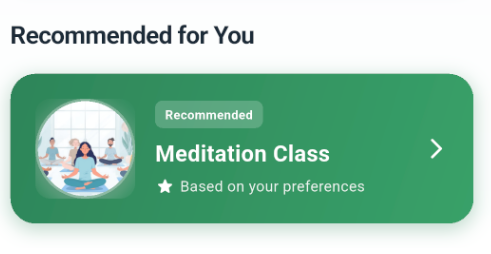 Recommended for You
Recommended
Meditation Class
Based on your preferences